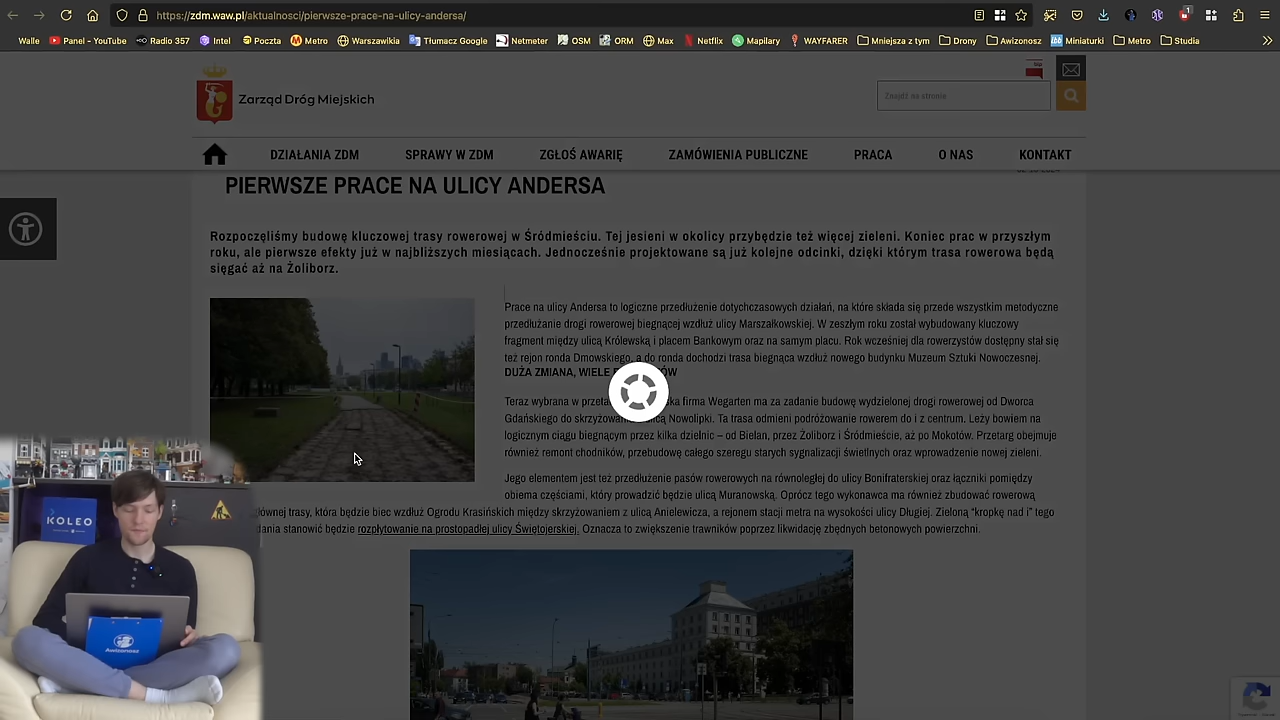 https://zdm.waw.pl/aktualnosci/pierwsze-prace-na-ulicy-andersa/
Walle Panel - YouTube Radio 357 Intel Poczta Metro Warszawikia Tłumacz Google Netmeter OSM ORM Max Netflix Mapilary WAYFARER Mniejsza z tym Drony Awizonosz Miniaturki Metro Studia
Zarząd Dróg Miejskich
bip
Znajdź na stronie
DZIAŁANIA ZDM SPRAWY W ZDM ZGŁOŚ AWARIĘ ZAMÓWIENIA PUBLICZNE PRACA O NAS KONTAKT
PIERWSZE PRACE NA ULICY ANDERSA
Rozpoczęliśmy budowę kluczowej trasy rowerowej w Śródmieściu. Tej jesieni w okolicy przybędzie też więcej zieleni. Koniec prac w przyszłym
roku, ale pierwsze efekty już w najbliższych miesiącach. Jednocześnie projektowane są już kolejne odcinki, dzięki którym trasa rowerowa będą
sięgać aż na Żoliborz.
Prace na ulicy Andersa to logiczne przedłużenie dotychczasowych działań, na które składa się przede wszystkim metodyczne
przedłużanie drogi rowerowej biegnącej wzdłuż ulicy Marszałkowskiej. W zeszłym roku został wybudowany kluczowy
fragment między ulicą Królewską i placem Bankowym oraz na samym placu. Rok wcześniej dla rowerzystów dostępny stał się
też rejon ronda Dmowskiego, a do ronda dochodzi trasa biegnąca wzdłuż nowego budynku Muzeum Sztuki Nowoczesnej.
DUŻA ZMIANA, WIELE
Teraz wybrana w firma Wegarten ma za zadanie budowę wydzielonej drogi rowerowej od Dworca
Gdańskiego do Nowolipki. Ta trasa odmieni podróżowanie rowerem do i z centrum. Leży bowiem na
logicznym ciągu biegnącym przez kilka dzielnic – od Bielan, przez Żoliborz i Śródmieście, aż po Mokotów. Przetarg obejmuje
również remont chodników, przebudowę całego szeregu starych sygnalizacji świetlnych oraz wprowadzenie nowej zieleni.
Jego elementem jest też przedłużenie pasów rowerowych na równoległej do ulicy Bonifraterskiej oraz łączniki pomiędzy
obiema częściami, który prowadzić będzie ulicą Muranowską. Oprócz tego wykonawca ma również zbudować rowerową
trasy, która będzie biec wzdłuż Ogrodu Krasińskich między skrzyżowaniem z ulicą Anielewicza, a rejonem stacji metra na wysokości ulicy Długiej. Zieloną "kropkę nad i" tego
stanowić będzie rozpłytowanie na prostopadłej ulicy Świętojerskiej. Oznacza to zwiększenie trawników poprzez likwidację zbędnych betonowych powierzchni.
KOLEO
Awizonosz